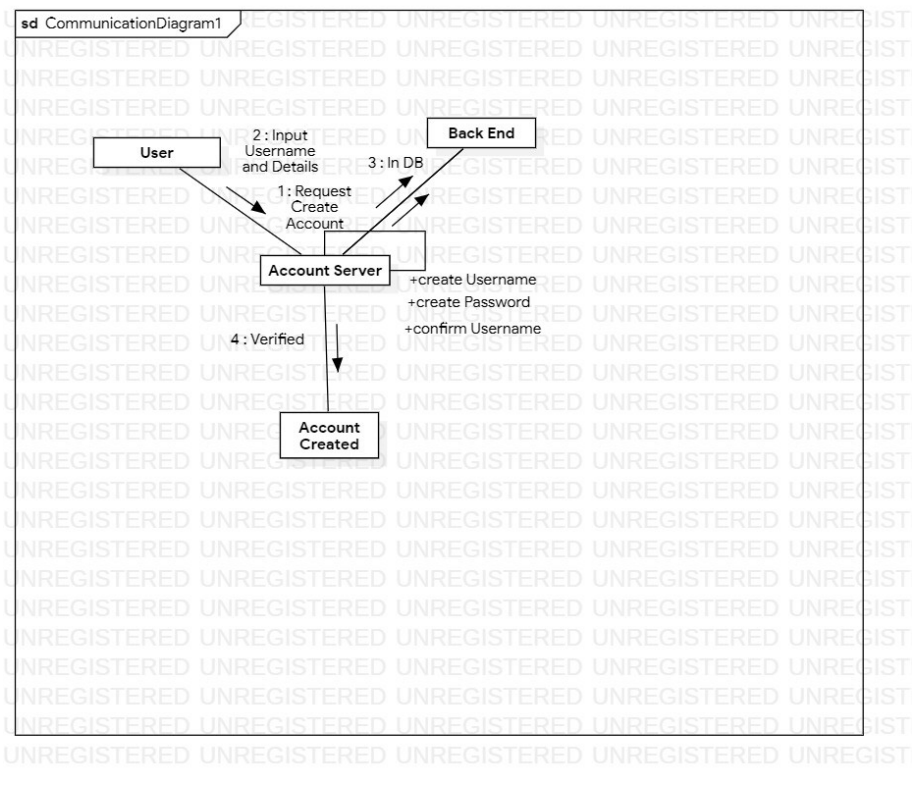 sd CommunicationDiagram1
User
2 : Input
Username
and Details
3 : In DB
Back End
1 : Request
Create
Account
Account Server
+create Username
+create Password
+confirm Username
4 : Verified
Account
Created
UNREGISTERED UNREGISTERED UNREGISTERED UNREGISTERED UNREGIST